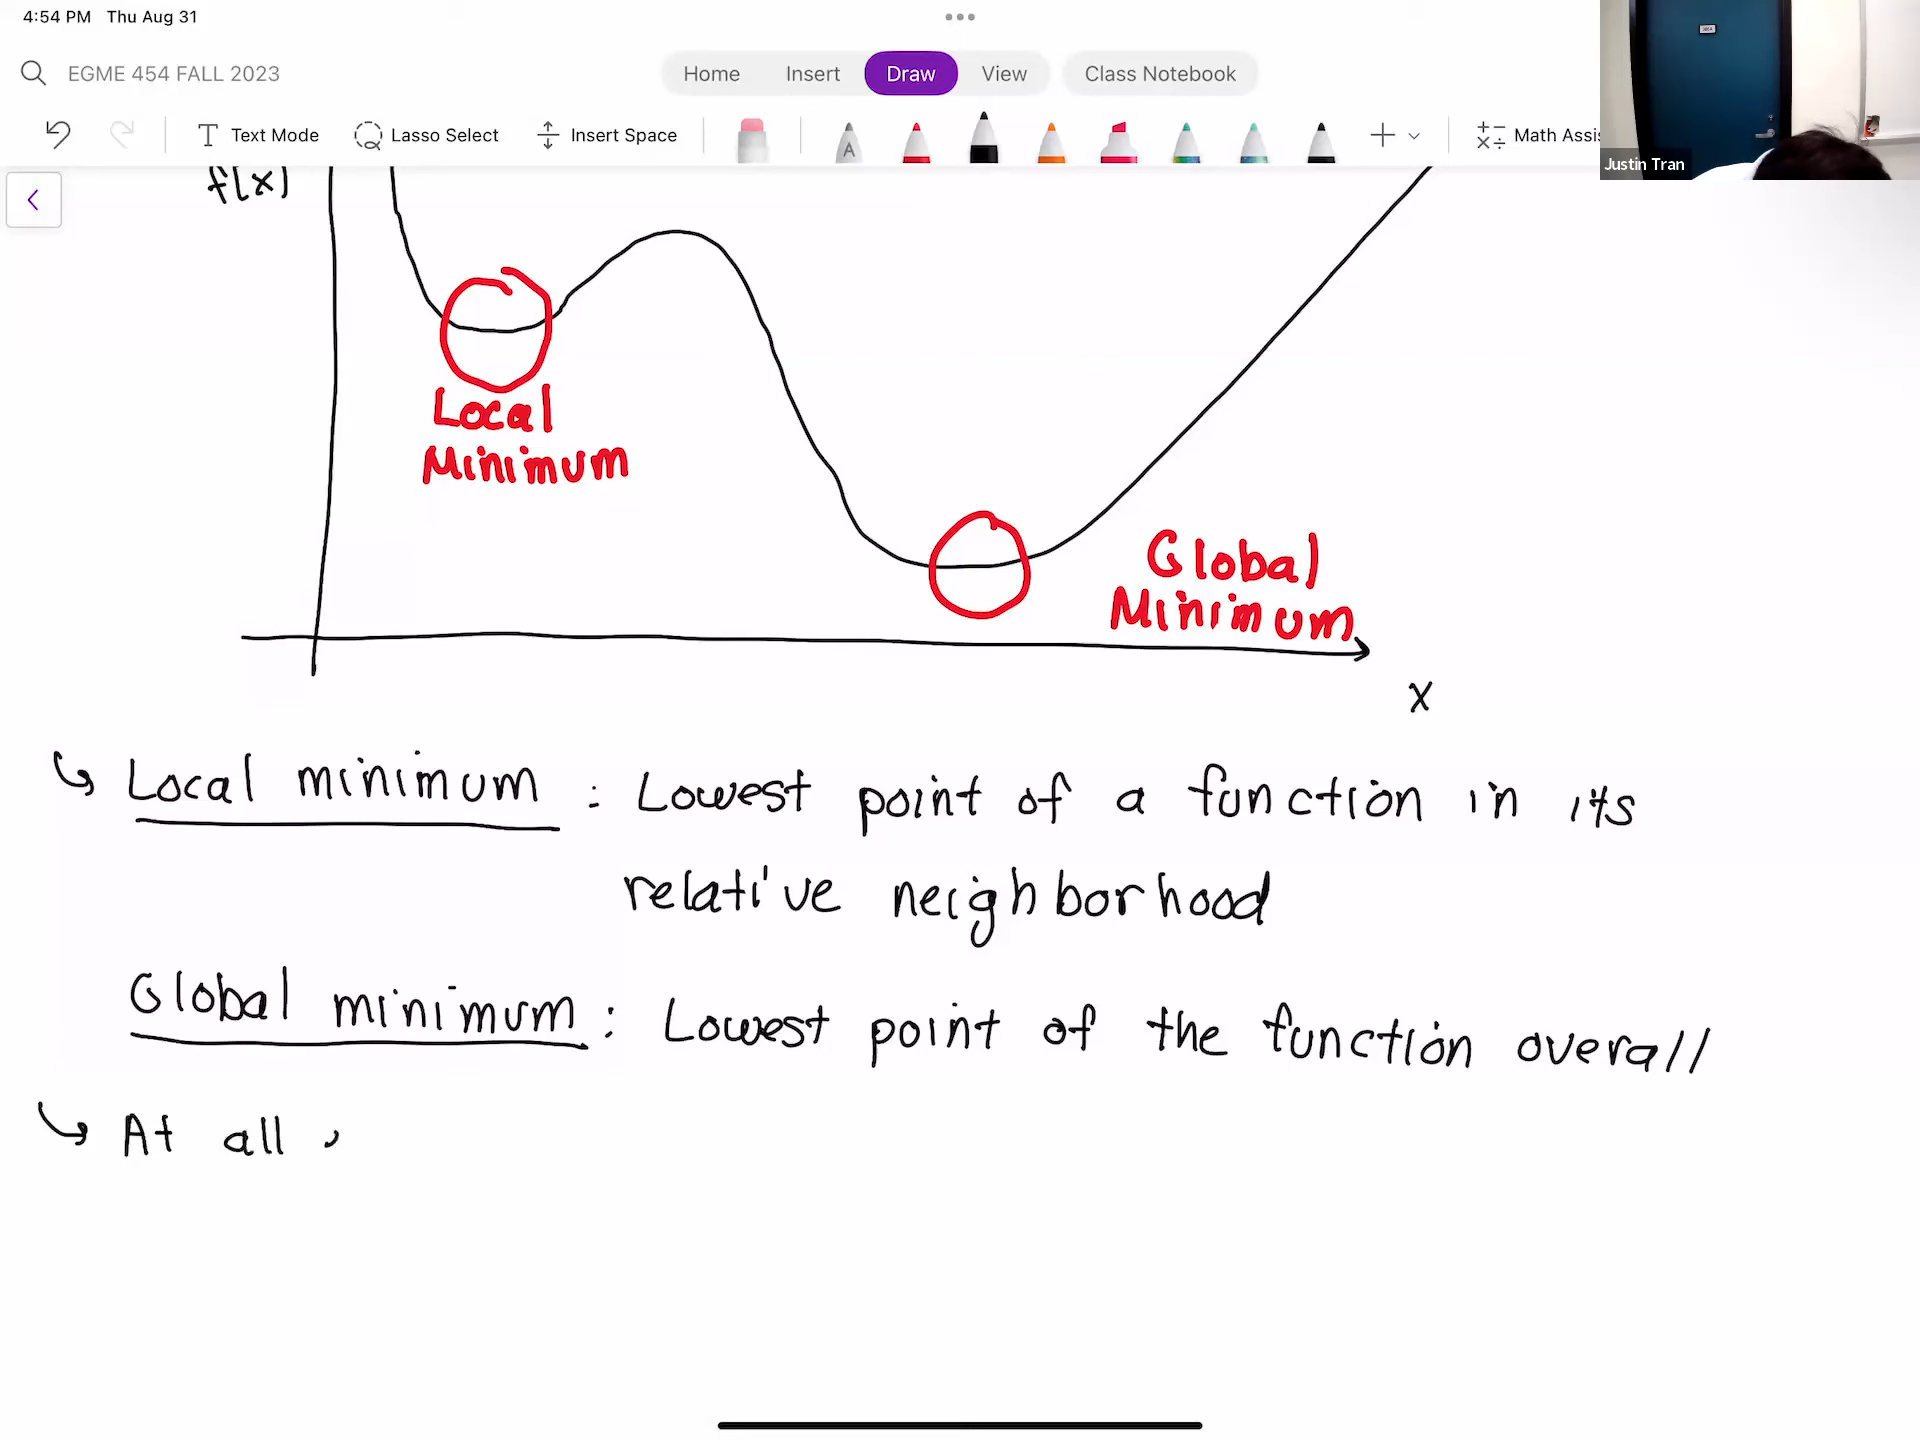 4:54 PM Thu Aug 31
EGME 454 FALL 2023
Home Insert Draw View Class Notebook
Text Mode Lasso Select Insert Space A Math Assis
Justin Tran
f(x)
Local
Minimum
Global
Minimum
x
Local minimum : Lowest point of a function in its
relative neighborhood
Global minimum : Lowest point of the function overall
At all